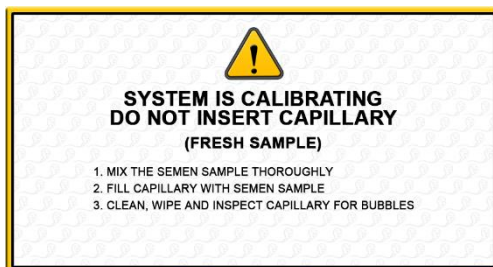 SYSTEM IS CALIBRATING
DO NOT INSERT CAPILLARY
(FRESH SAMPLE)
1. MIX THE SEMEN SAMPLE THOROUGHLY
2. FILL CAPILLARY WITH SEMEN SAMPLE
3. CLEAN, WIPE AND INSPECT CAPILLARY FOR BUBBLES